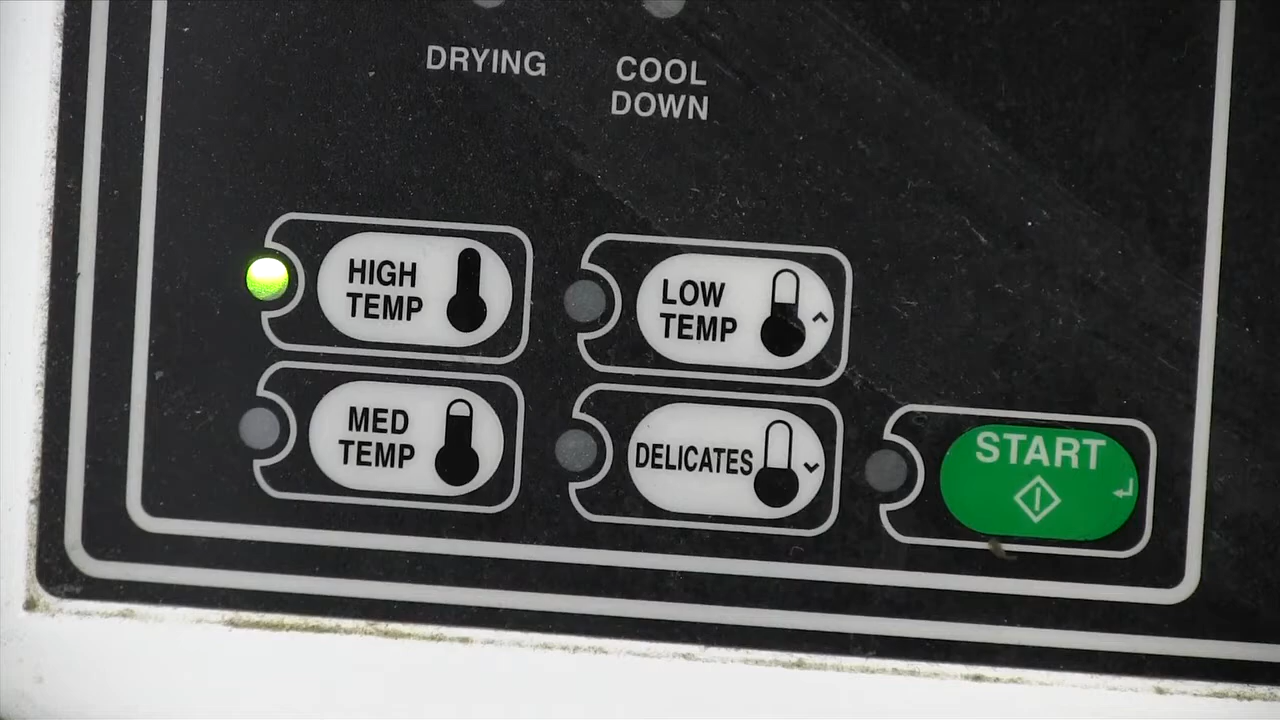 DRYING
COOL
DOWN
HIGH
TEMP
LOW
TEMP
MED
TEMP
DELICATES
START